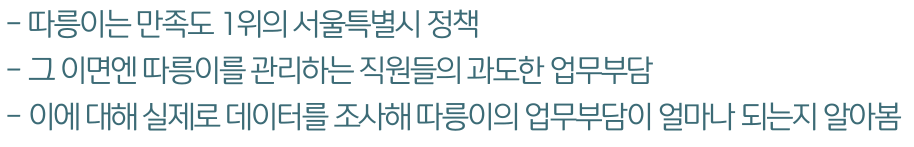 - 따릉이는 만족도 1위의 서울특별시 정책
- 그 이면엔 따릉이를 관리하는 직원들의 과도한 업무부담
- 이에 대해 실제로 데이터를 조사해 따릉이의 업무부담이 얼마나 되는지 알아봄